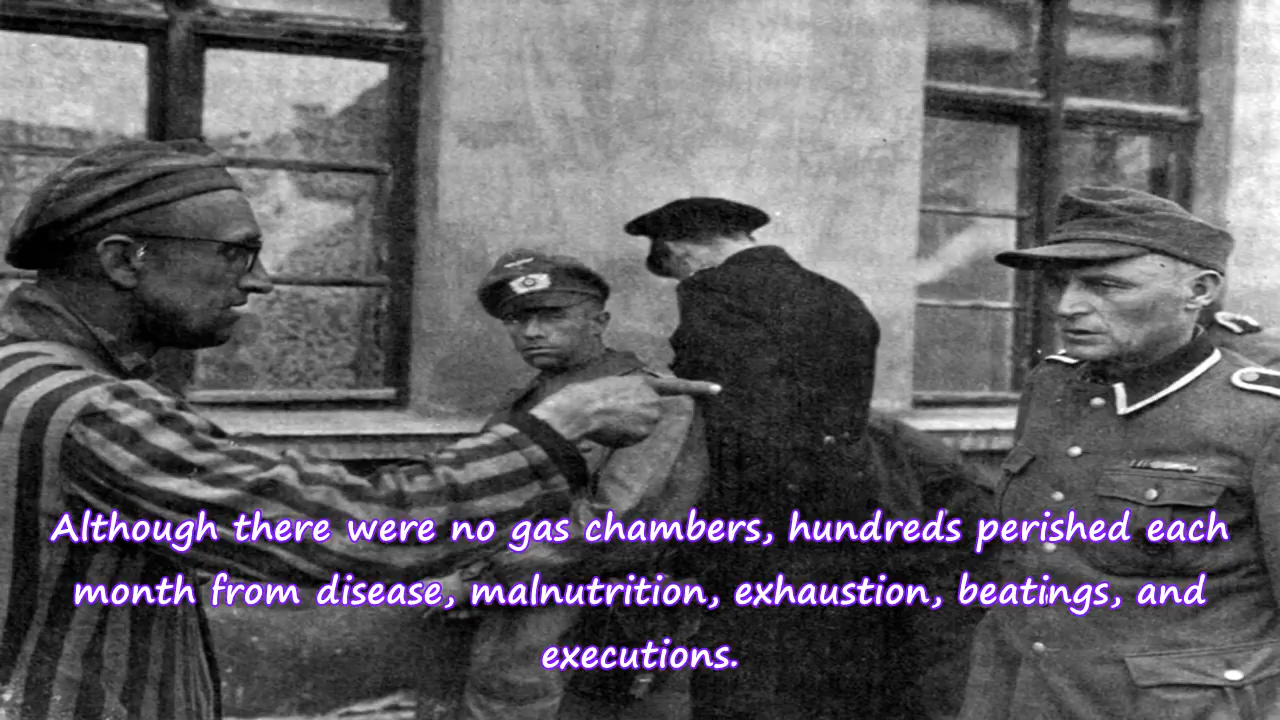 Although there were no gas chambers, hundreds perished each
month from disease, malnutrition, exhaustion, beatings, and
executions.